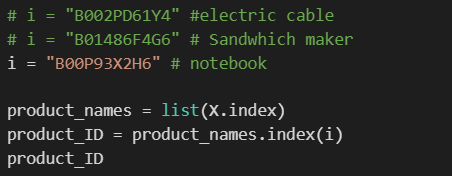 # i = "B002PD61Y4" #electric cable
# i = "B01486F4G6" # Sandwhich maker
i = "B00P93X2H6" # notebook
product_names = list(X.index)
product_ID = product_names.index(i)
product_ID